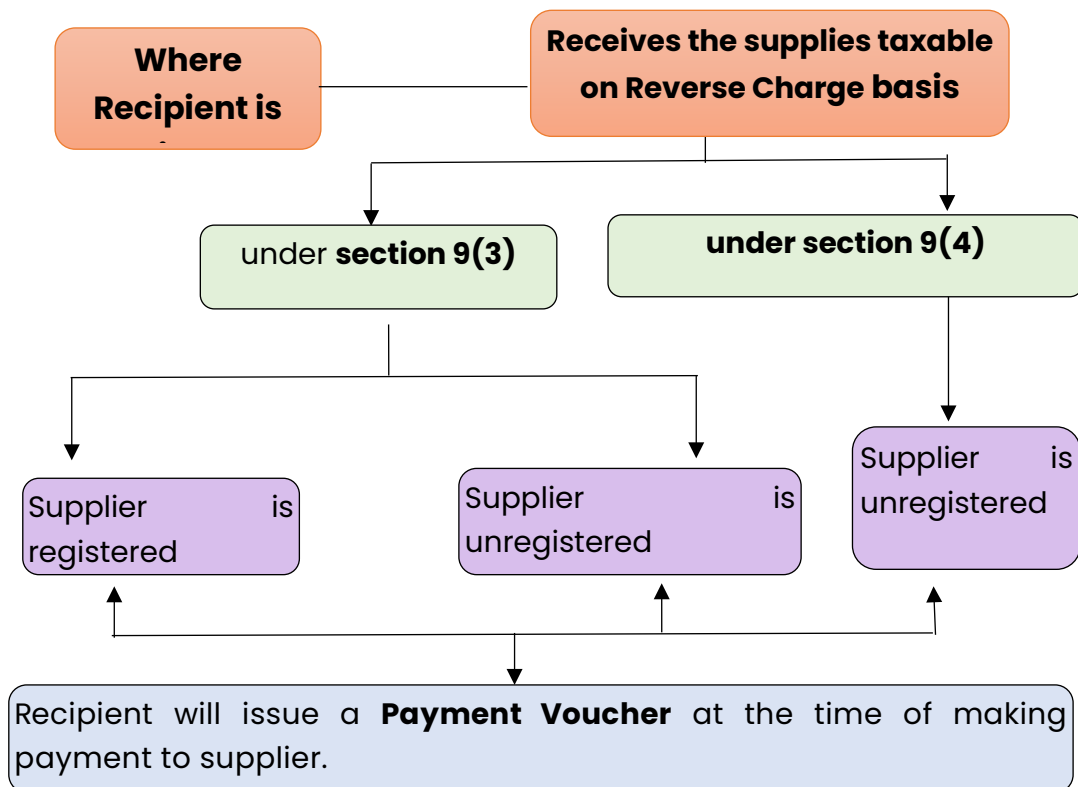 Where
Recipient is
Receives the supplies taxable
on Reverse Charge basis
under section 9(3)
under section 9(4)
Supplier is
registered
Supplier is
unregistered
Supplier is
unregistered
Recipient will issue a Payment Voucher at the time of making
payment to supplier.